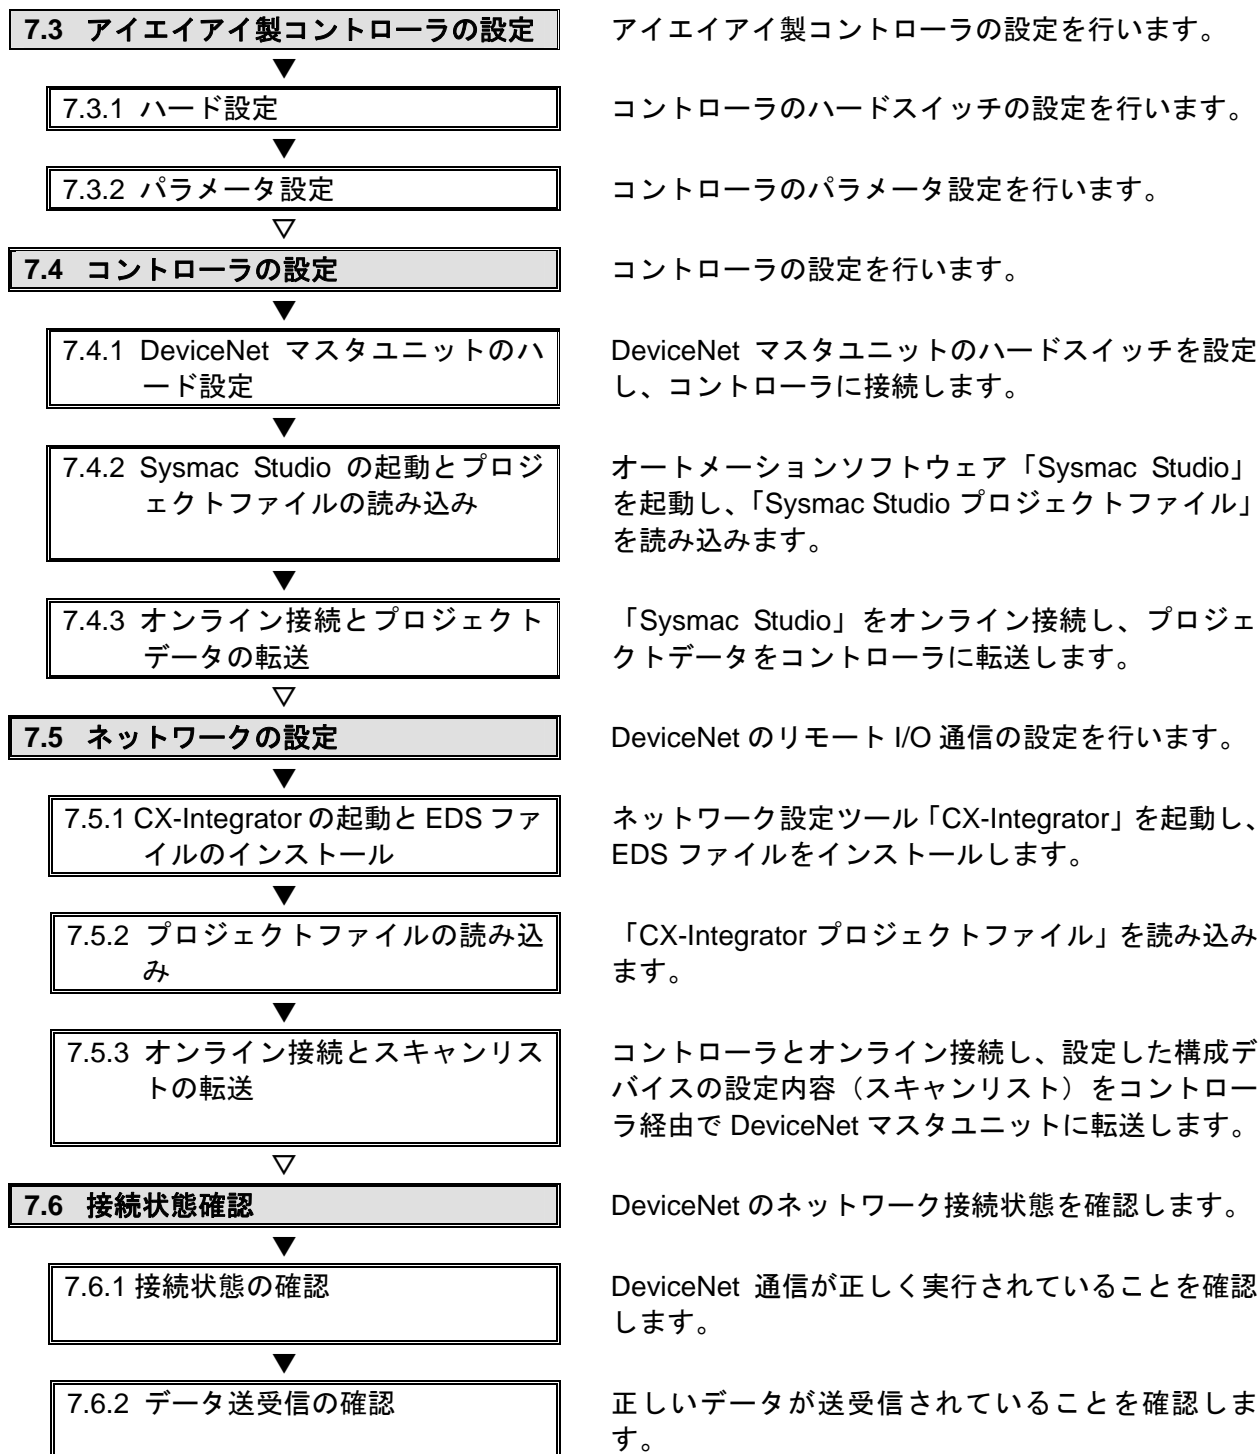 7.3 アイエイアイ製コントローラの設定
アイエイアイ製コントローラの設定を行います。
▼
7.3.1 ハード設定
コントローラのハードスイッチの設定を行います。
▼
7.3.2 パラメータ設定
コントローラのパラメータ設定を行います。
▽
7.4 コントローラの設定
コントローラの設定を行います。
▼
7.4.1 DeviceNet マスタユニットのハ
ード設定
DeviceNet マスタユニットのハードスイッチを設定
し、コントローラに接続します。
▼
7.4.2 Sysmac Studio の起動とプロジ
ェクトファイルの読み込み
オートメーションソフトウェア「Sysmac Studio」
を起動し、「Sysmac Studio プロジェクトファイル」
を読み込みます。
▼
7.4.3 オンライン接続とプロジェクト
データの転送
「Sysmac Studio」をオンライン接続し、プロジェ
クトデータをコントローラに転送します。
▽
7.5 ネットワークの設定
DeviceNet のリモート I/O 通信の設定を行います。
▼
7.5.1 CX-Integrator の起動と EDS ファ
イルのインストール
ネットワーク設定ツール「CX-Integrator」を起動し、
EDS ファイルをインストールします。
▼
7.5.2 プロジェクトファイルの読み込
み
「CX-Integrator プロジェクトファイル」を読み込み
ます。
▼
7.5.3 オンライン接続とスキャンリス
トの転送
コントローラとオンライン接続し、設定した構成デ
バイスの設定内容（スキャンリスト）をコントロー
ラ経由で DeviceNet マスタユニットに転送します。
▽
7.6 接続状態確認
DeviceNet のネットワーク接続状態を確認します。
▼
7.6.1 接続状態の確認
DeviceNet 通信が正しく実行されていることを確認
します。
▼
7.6.2 データ送受信の確認
正しいデータが送受信されていることを確認しま
す。